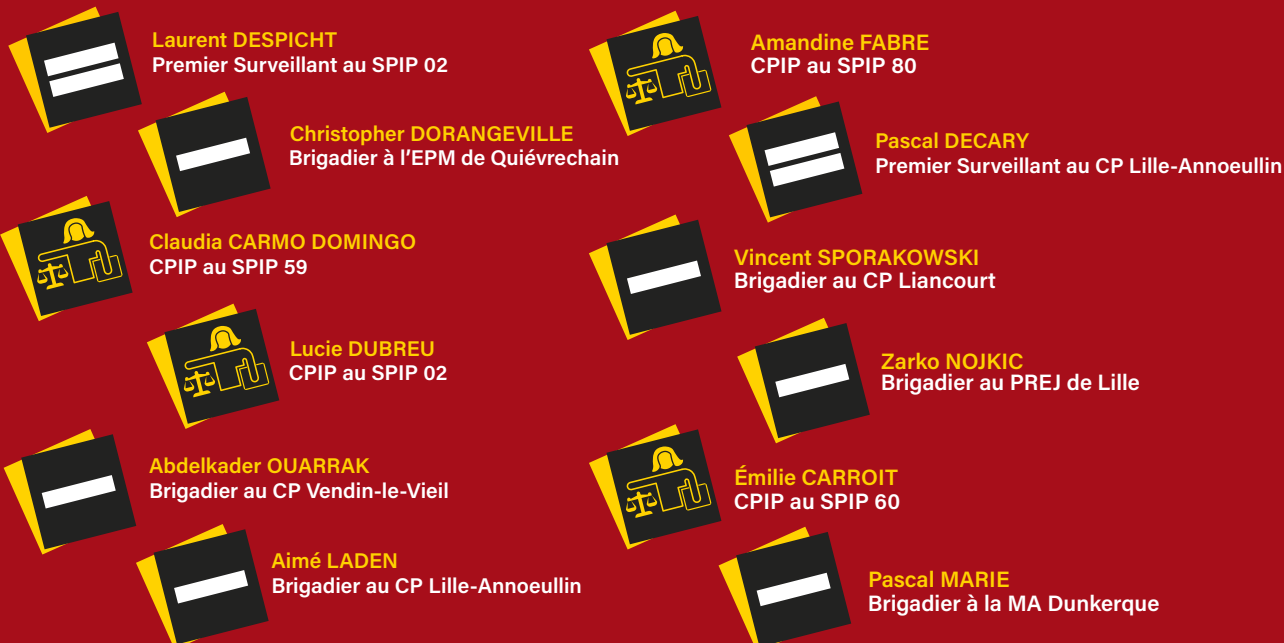 Laurent DESPICHT
Premier Surveillant au SPIP 02
Christopher DORANGEVILLE
Brigadier à l'EPM de Quiévrechain
Claudia CARMO DOMINGO
CPIP au SPIP 59
Lucie DUBREU
CPIP au SPIP 02
Abdelkader OUARRAK
Brigadier au CP Vendin-le-Vieil
Aimé LADEN
Brigadier au CP Lille-Annoeullin
Amandine FABRE
CPIP au SPIP 80
Pascal DECARY
Premier Surveillant au CP Lille-Annoeullin
Vincent SPORAKOWSKI
Brigadier au CP Liancourt
Zarko NOJKIC
Brigadier au PREJ de Lille
Émilie CARROIT
CPIP au SPIP 60
Pascal MARIE
Brigadier à la MA Dunkerque